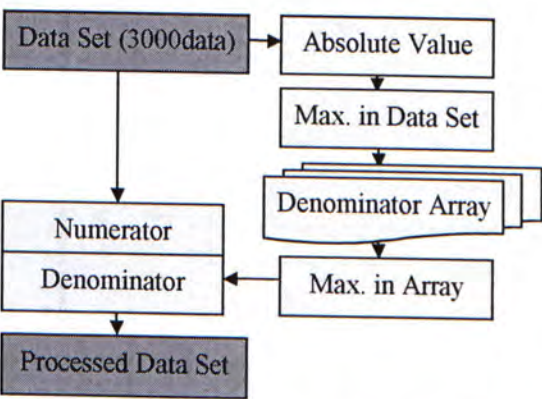 Data Set (3000data)
Absolute Value
Max. in Data Set
Denominator Array
Numerator
Denominator
Max. in Array
Processed Data Set